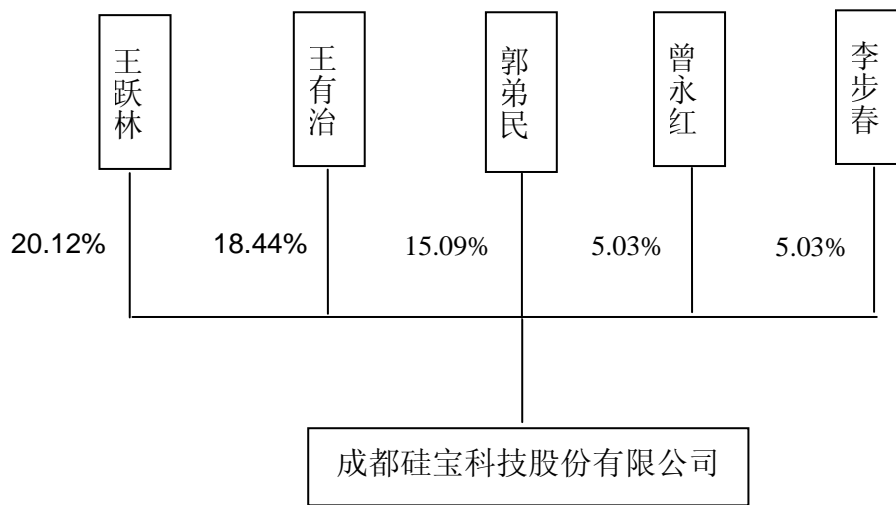 王跃林
王有治
郭弟民
曾永红
李步春
20.12%
18.44%
15.09%
5.03%
5.03%
成都硅宝科技股份有限公司